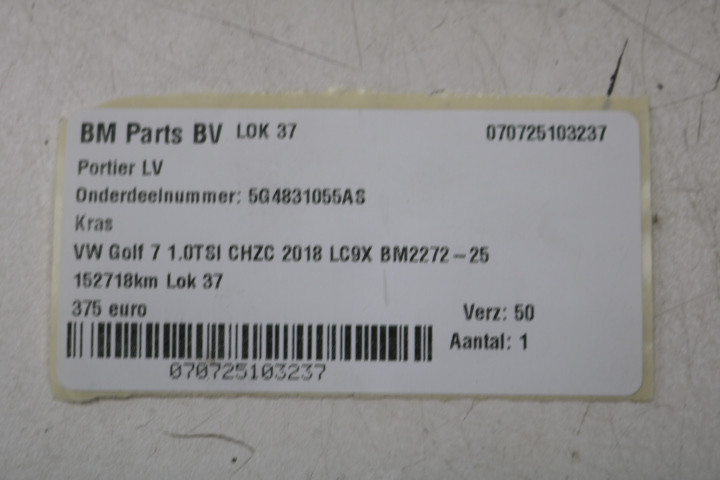 BM Parts BV LOK 37 070725103237
Portier LV
Onderdeelnummer: 5G4831055AS
Kras
VW Golf 7 1.0TSI CHZC 2018 LC9X BM2272-25
152718km Lok 37
375 euro Verz: 50
Aantal: 1
070725103237